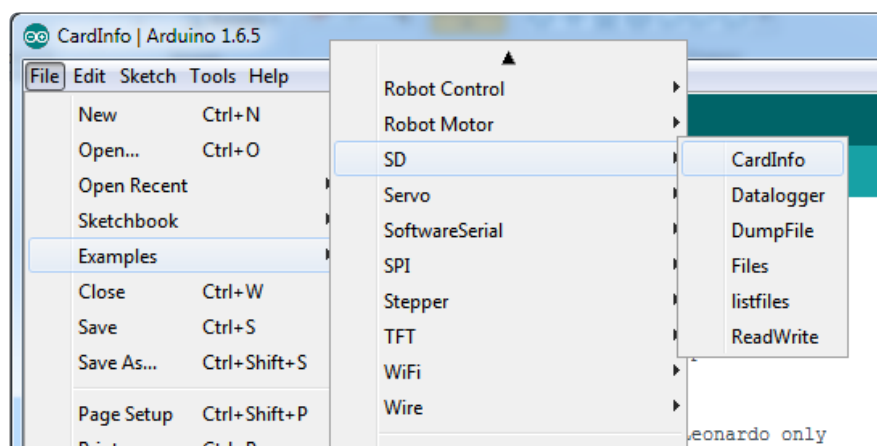 CardInfo | Arduino 1.6.5
File Edit Sketch Tools Help
New Ctrl+N
Open... Ctrl+O
Open Recent
Sketchbook
Examples
Close Ctrl+W
Save Ctrl+S
Save As... Ctrl+Shift+S
Page Setup Ctrl+Shift+P
Robot Control
Robot Motor
SD
Servo
SoftwareSerial
SPI
Stepper
TFT
WiFi
Wire
CardInfo
Datalogger
DumpFile
Files
listfiles
ReadWrite
eonardo only